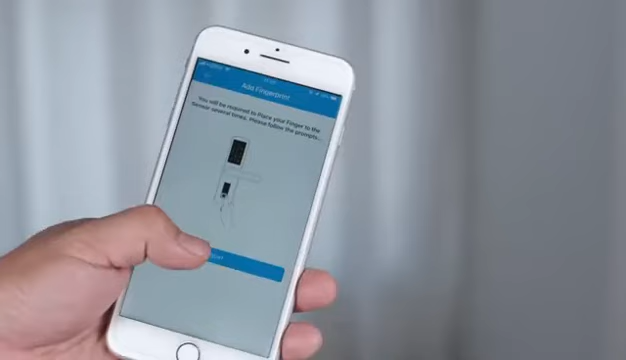 Add Fingerprint
You will be required to Place your Finger to the
sensor several times. Please follow the prompts...